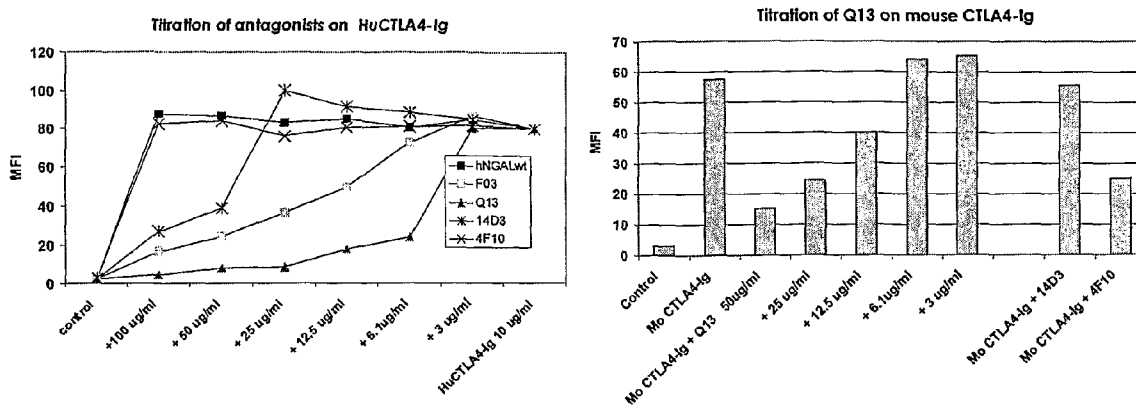 Titration of antagonists on HuCTLA4-Ig
120
100
80
60
40
20
0
MFI
hNGALwt
F03
Q13
14D3
4F10
control
+100 ug/ml
+ 50 ug/ml
+ 25 ug/ml
+ 12.5 ug/ml
+ 6.1ug/ml
+ 3 ug/ml
HuCTLA4-Ig 10 ug/ml
Titration of Q13 on mouse CTLA4-Ig
70
60
50
40
30
20
10
0
MFI
Control
Mo CTLA4-Ig
Mo CTLA4-Ig + Q13 50ug/ml
+ 25 ug/ml
+ 12.5 ug/ml
+ 6.1ug/ml
+ 3 ug/ml
Mo CTLA4-Ig + 14D3
Mo CTLA4-Ig + 4F10